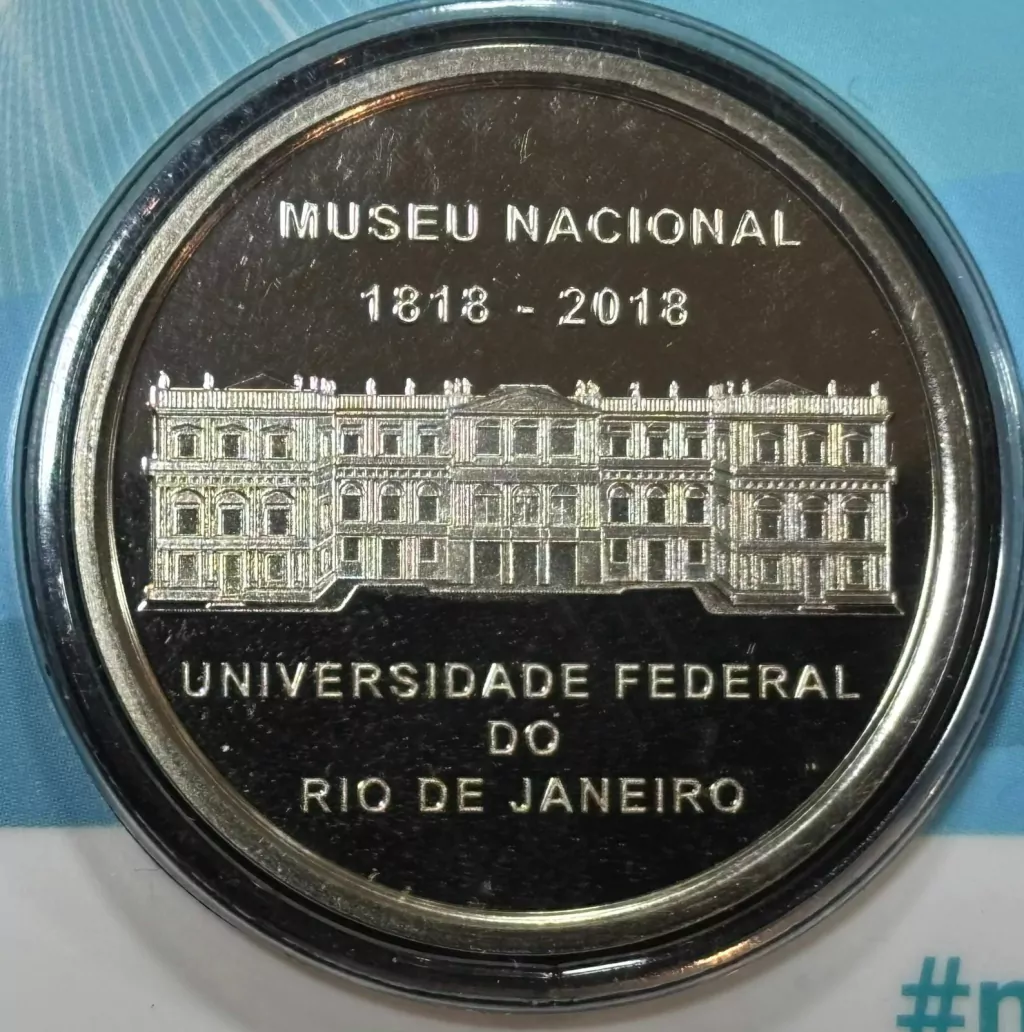 MUSEU NACIONAL
1818 - 2018
UNIVERSIDADE FEDERAL
DO
RIO DE JANEIRO